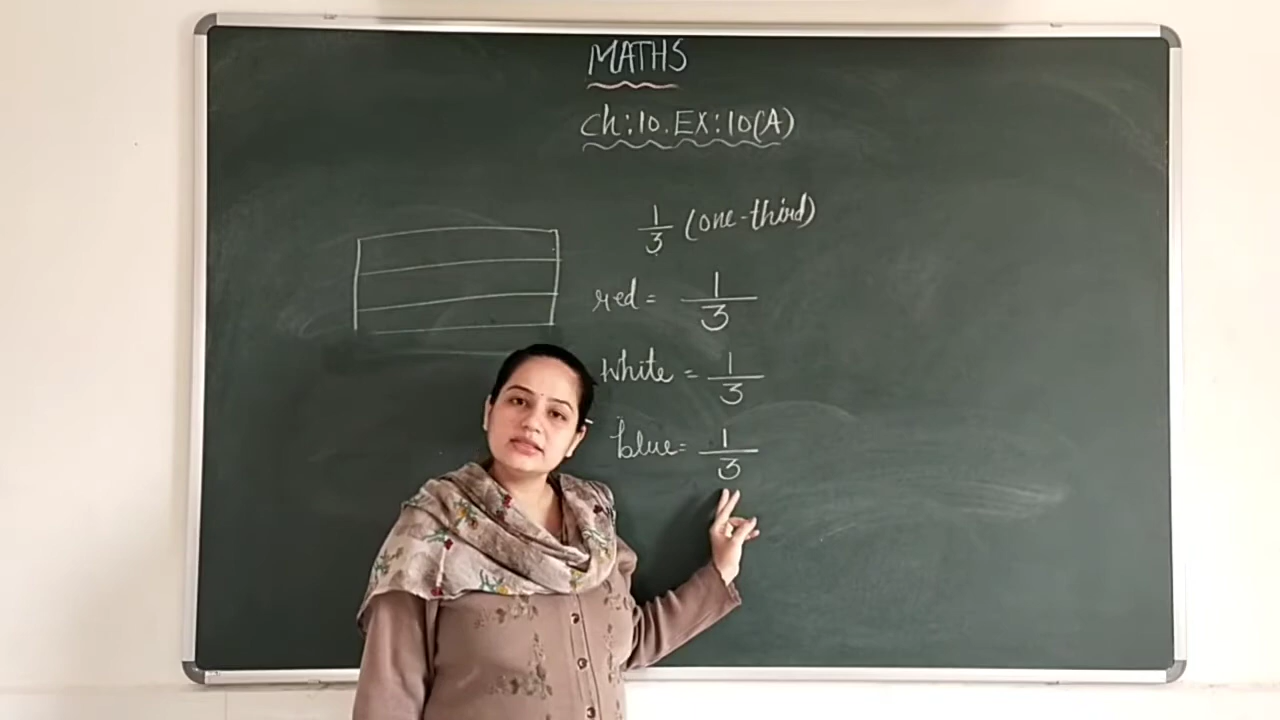 MATHS
Ch:10. EX:10(A)
1/3 (one-third)
red = 1/3
White = 1/3
blue = 1/3